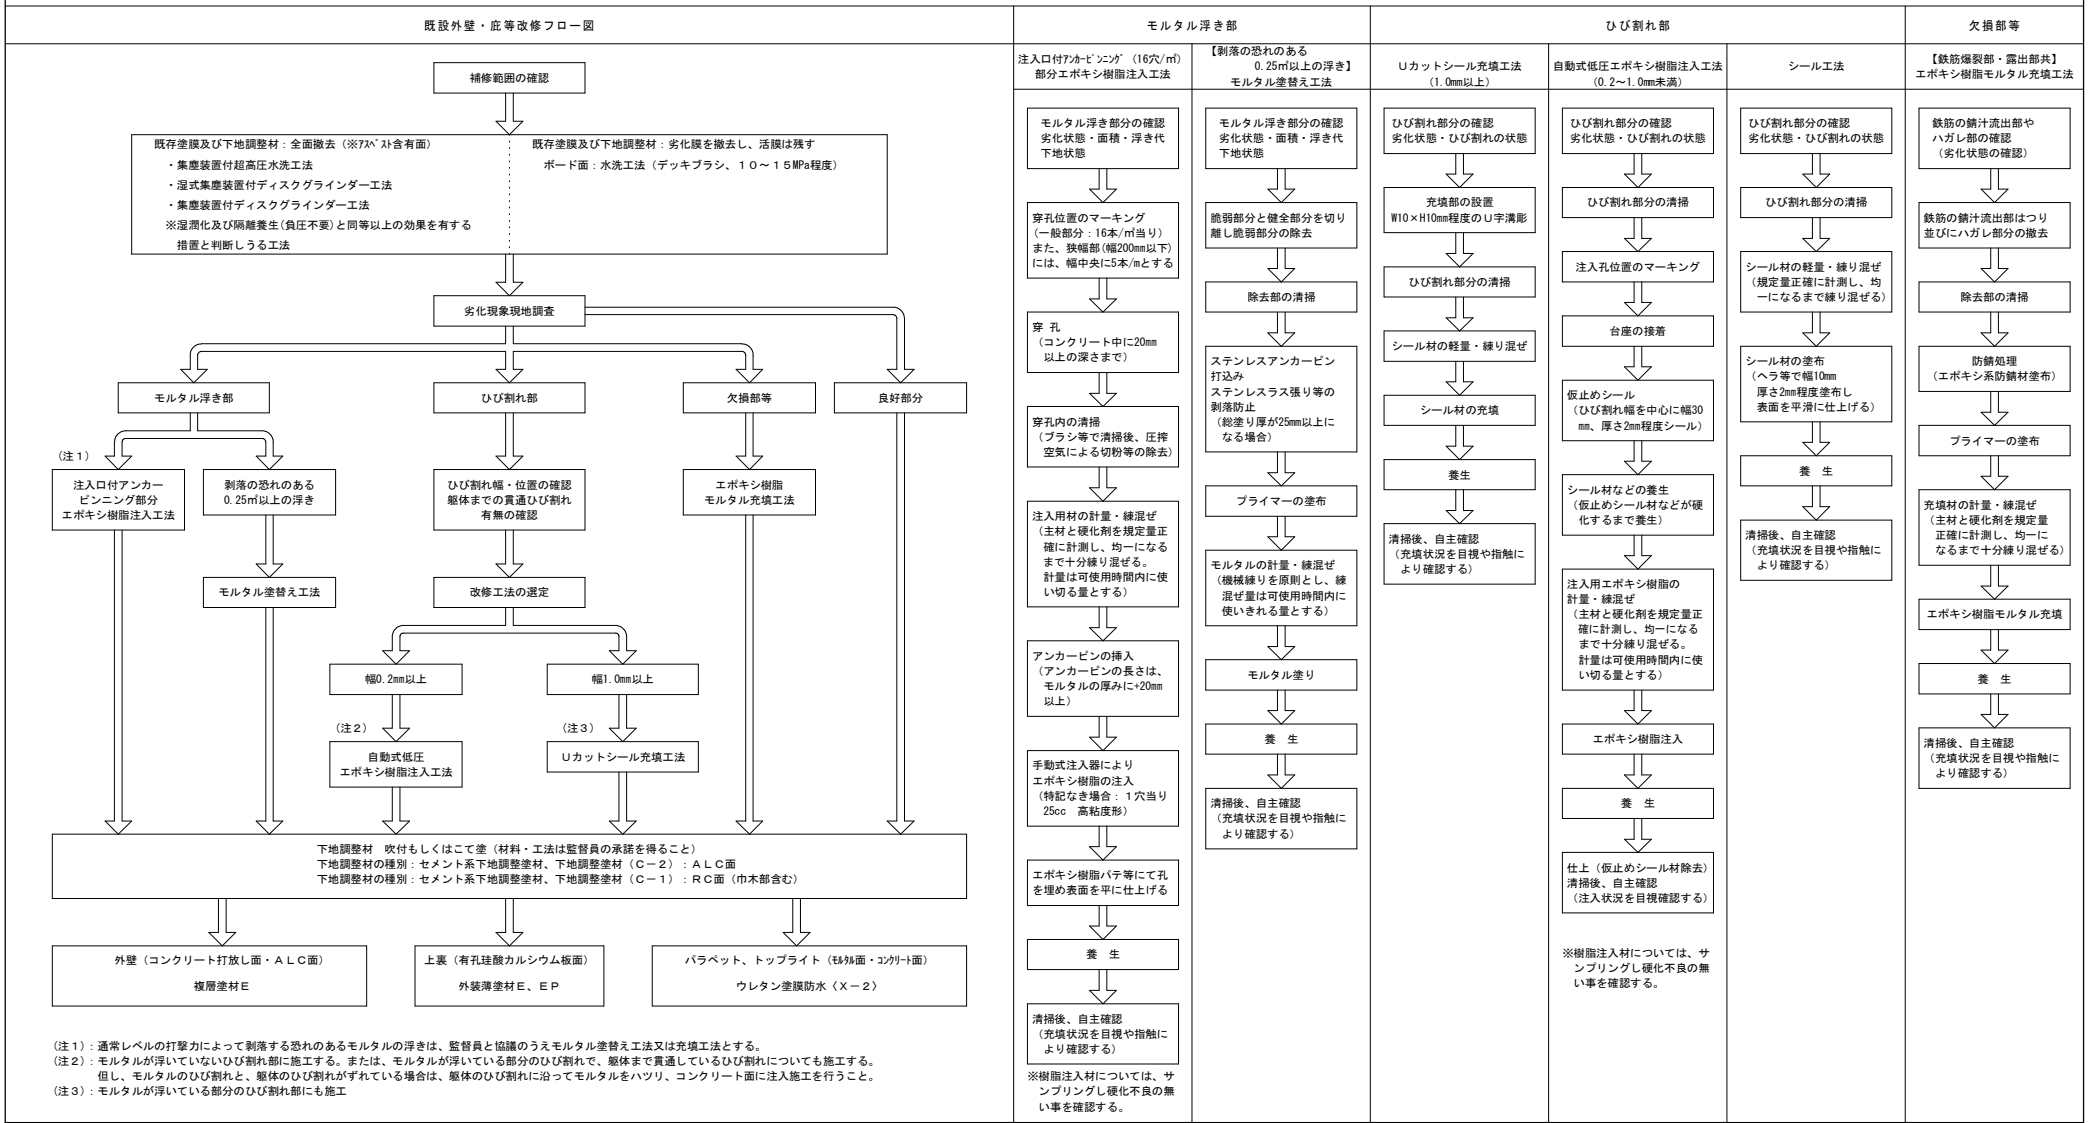 既設外壁・庇等改修フロー図
補修範囲の確認
既存塗膜及び下地調整材：全面撤去（※ｱｽﾍﾞｽﾄ含有面）
・集塵装置付超高圧水洗工法
・湿式集塵装置付ディスクグラインダー工法
・集塵装置付ディスクグラインダー工法
※湿潤化及び隔離養生(負圧不要)と同等以上の効果を有する
措置と判断しうる工法
既存塗膜及び下地調整材：劣化膜を撤去し、活膜は残す
ボード面：水洗工法（デッキブラシ、１０～１５MPa程度）
劣化現象現地調査
モルタル浮き部
ひび割れ部
欠損部等
良好部分
（注１）
注入口付アンカー
ピンニング部分
エポキシ樹脂注入工法
剥落の恐れのある
0.25㎡以上の浮き
ひび割れ幅・位置の確認
躯体までの貫通ひび割れ
有無の確認
エポキシ樹脂
モルタル充填工法
モルタル塗替え工法
改修工法の選定
幅0.2mm以上
幅1.0mm以上
（注２）
（注３）
自動式低圧
エポキシ樹脂注入工法
Ｕカットシール充填工法
下地調整材　吹付もしくはこて塗（材料・工法は監督員の承諾を得ること）
下地調整材の種別：セメント系下地調整塗材、下地調整塗材（Ｃ－２）：ＡＬＣ面
下地調整材の種別：セメント系下地調整塗材、下地調整塗材（Ｃ－１）：ＲＣ面（巾木部含む）
外壁（コンクリート打放し面・ＡＬＣ面）
複層塗材Ｅ
上裏（有孔珪酸カルシウム板面）
外装薄塗材Ｅ、ＥＰ
パラペット、トップライト（ﾓﾙﾀﾙ面・ｺﾝｸﾘｰﾄ面）
ウレタン塗膜防水〈Ｘ－２〉
（注１）：通常レベルの打撃力によって剥落する恐れのあるモルタルの浮きは、監督員と協議のうえモルタル塗替え工法又は充填工法とする。
（注２）：モルタルが浮いていないひび割れ部に施工する。または、モルタルが浮いている部分のひび割れで、躯体まで貫通しているひび割れについても施工する。
但し、モルタルのひび割れと、躯体のひび割れがずれている場合は、躯体のひび割れに沿ってモルタルをハツリ、コンクリート面に注入施工を行うこと。
（注３）：モルタルが浮いている部分のひび割れ部にも施工
モルタル浮き部
注入口付ｱﾝｶｰﾋﾟﾝﾆﾝｸﾞ（16穴/㎡）
部分エポキシ樹脂注入工法
モルタル浮き部分の確認
劣化状態・面積・浮き代
下地状態
穿孔位置のマーキング
（一般部分：16本/㎡当り）
また、狭幅部(幅200mm以下)
には、幅中央に5本/mとする
穿 孔
（コンクリート中に20mm
以上の深さまで）
穿孔内の清掃
（ブラシ等で清掃後、圧搾
空気による切粉等の除去）
注入用材の計量・練混ぜ
（主材と硬化剤を規定量正
確に計測し、均一になる
まで十分練り混ぜる。
計量は可使用時間内に使
い切る量とする）
アンカーピンの挿入
（アンカーピンの長さは、
モルタルの厚みに+20mm
以上）
手動式注入器により
エポキシ樹脂の注入
（特記なき場合：１穴当り
25cc　高粘度形）
エポキシ樹脂パテ等にて孔
を埋め表面を平に仕上げる
養 生
清掃後、自主確認
（充填状況を目視や指触に
より確認する）
※樹脂注入材については、サ
ンプリングし硬化不良の無
い事を確認する。
【剥落の恐れのある
0.25㎡以上の浮き】
モルタル塗替え工法
モルタル浮き部分の確認
劣化状態・面積・浮き代
下地状態
脆弱部分と健全部分を切り
離し脆弱部分の除去
除去部の清掃
ステンレスアンカーピン
打込み
ステンレスラス張り等の
剥落防止
（総塗り厚が25mm以上に
なる場合）
プライマーの塗布
モルタルの計量・練混ぜ
（機械練りを原則とし、練
混ぜ量は可使用時間内に
使いきれる量とする）
モルタル塗り
養 生
清掃後、自主確認
（充填状況を目視や指触に
より確認する）
ひび割れ部
Ｕカットシール充填工法
（1.0mm以上）
ひび割れ部分の確認
劣化状態・ひび割れの状態
充填部の設置
W10×H10mm程度のＵ字溝彫
ひび割れ部分の清掃
シール材の軽量・練り混ぜ
シール材の充填
養生
清掃後、自主確認
（充填状況を目視や指触に
より確認する）
自動式低圧エポキシ樹脂注入工法
（0.2～1.0mm未満）
ひび割れ部分の確認
劣化状態・ひび割れの状態
ひび割れ部分の清掃
注入孔位置のマーキング
台座の接着
仮止めシール
（ひび割れ幅を中心に幅30
mm、厚さ2mm程度シール）
シール材などの養生
（仮止めシール材などが硬
化するまで養生）
注入用エポキシ樹脂の
計量・練混ぜ
（主材と硬化剤を規定量正
確に計測し、均一になる
まで十分練り混ぜる。
計量は可使用時間内に使
い切る量とする）
エポキシ樹脂注入
養 生
仕上（仮止めシール材除去）
清掃後、自主確認
（注入状況を目視確認する）
※樹脂注入材については、サ
ンプリングし硬化不良の無
い事を確認する。
シール工法
ひび割れ部分の確認
劣化状態・ひび割れの状態
ひび割れ部分の清掃
シール材の軽量・練り混ぜ
（規定量正確に計測し、均
一になるまで練り混ぜる）
シール材の塗布
（ヘラ等で幅10mm
厚さ2mm程度塗布し
表面を平滑に仕上げる）
養 生
清掃後、自主確認
（充填状況を目視や指触に
より確認する）
欠損部等
【鉄筋爆裂部・露出部共】
エポキシ樹脂モルタル充填工法
鉄筋の錆汁流出部や
ハガレ部の確認
（劣化状態の確認）
鉄筋の錆汁流出部はつり
並びにハガレ部分の撤去
除去部の清掃
防錆処理
（エポキシ系防錆材塗布）
プライマーの塗布
充填材の計量・練混ぜ
（主材と硬化剤を規定量
正確に計測し、均一に
なるまで十分練り混ぜる）
エポキシ樹脂モルタル充填
養 生
清掃後、自主確認
（充填状況を目視や指触に
より確認する）